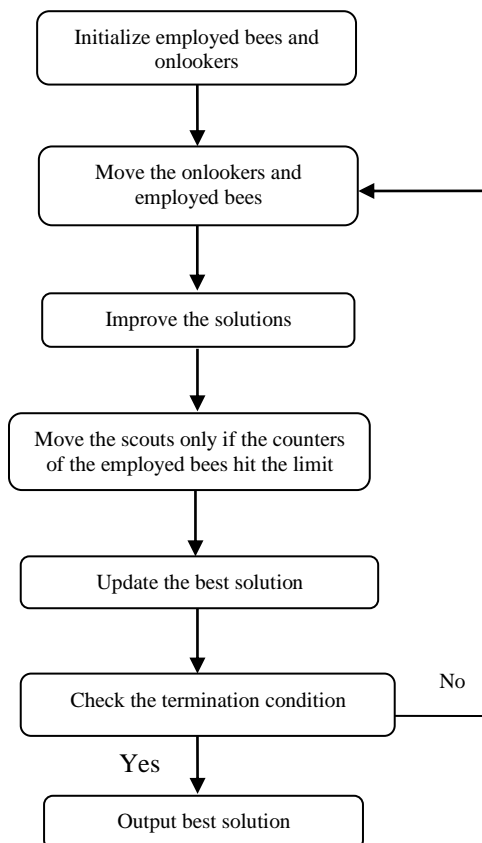 Initialize employed bees and
onlookers
Move the onlookers and
employed bees
Improve the solutions
Move the scouts only if the counters
of the employed bees hit the limit
Update the best solution
Check the termination condition
No
Yes
Output best solution